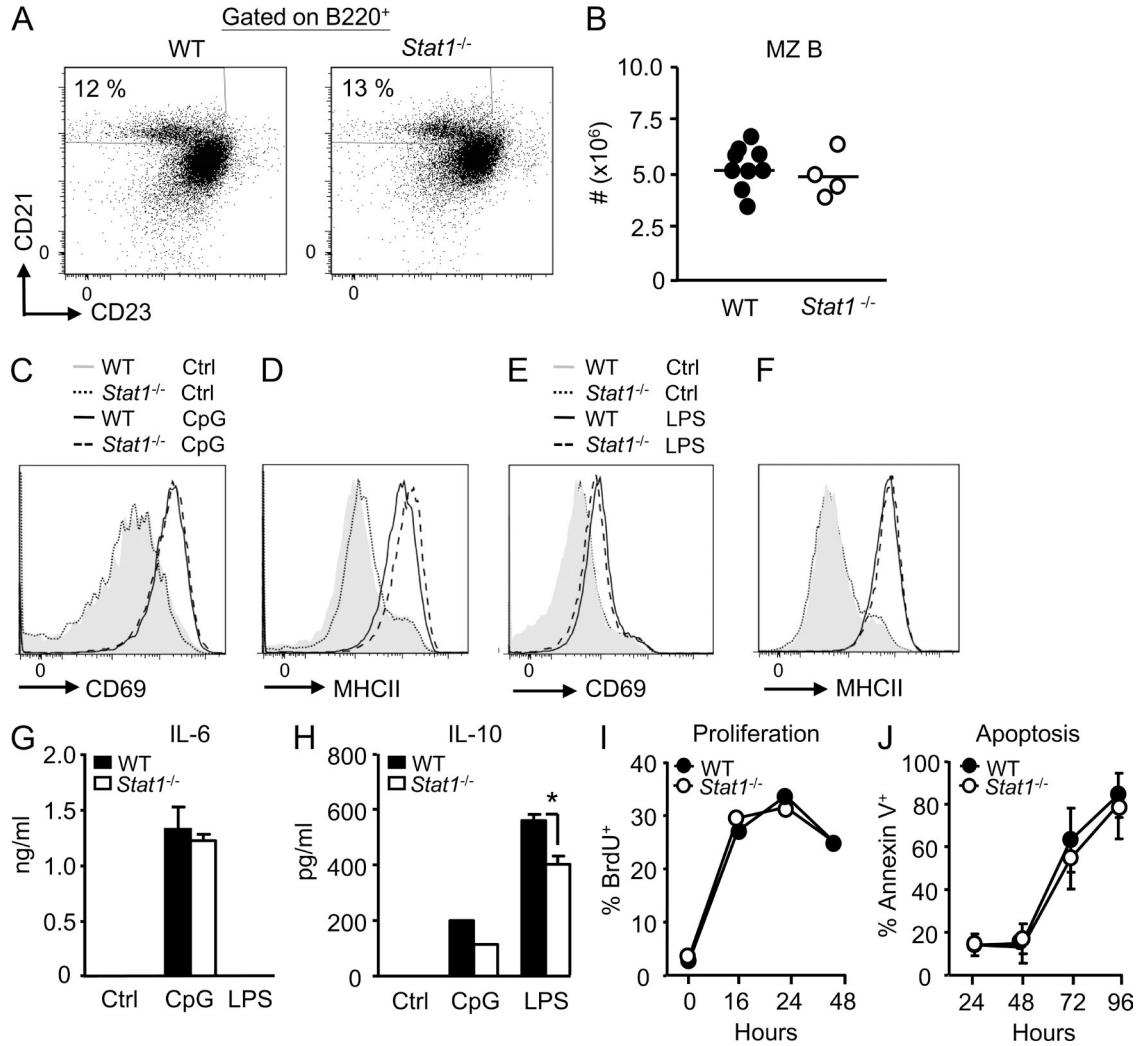 A
Gated on B220+
WT
Stat1-/-
12 %
13 %
CD21
0
0
0
0
CD23
B
MZ B
# (x10⁶)
10.0
7.5
5.0
2.5
0
WT
Stat1 -/-
C
WT Ctrl
Stat1-/- Ctrl
WT CpG
Stat1-/- CpG
0
CD69
D
0
MHCII
E
WT Ctrl
Stat1-/- Ctrl
WT LPS
Stat1-/- LPS
0
CD69
F
0
MHCII
G
IL-6
WT
Stat1-/-
ng/ml
2.0
1.5
1.0
0.5
0
Ctrl CpG LPS
H
IL-10
WT
Stat1-/-
*
pg/ml
800
600
400
200
0
Ctrl CpG LPS
I
Proliferation
WT
Stat1-/-
% BrdU+
40
30
20
10
0
0 16 24 48
Hours
J
Apoptosis
WT
Stat1-/-
% Annexin V+
100
80
60
40
20
0
24 48 72 96
Hours